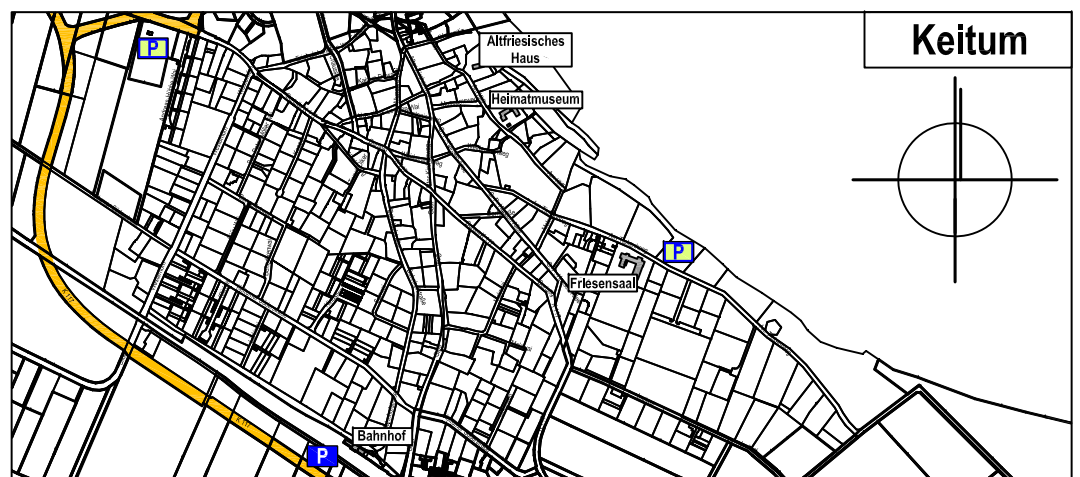 Keitum
P
Altfriesisches
Haus
Heimatmuseum
P
Friesensaal
Bahnhof
P